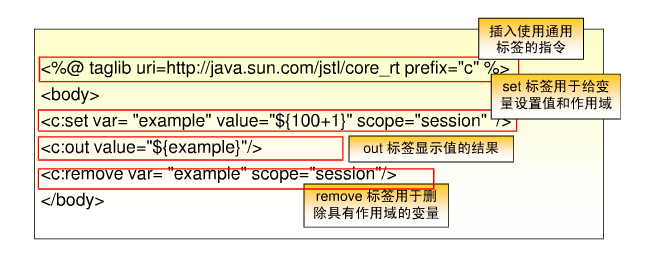 插入使用通用
标签的指令
<%@ taglib uri=http://java.sun.com/jstl/core_rt prefix="c" %>
set 标签用于给变
量设置值和作用域
<body>
<c:set var= "example" value="${100+1}" scope="session" />
<c:out value="${example}"/>
out 标签显示值的结果
<c:remove var= "example" scope="session"/>
remove 标签用于删
除具有作用域的变量
</body>